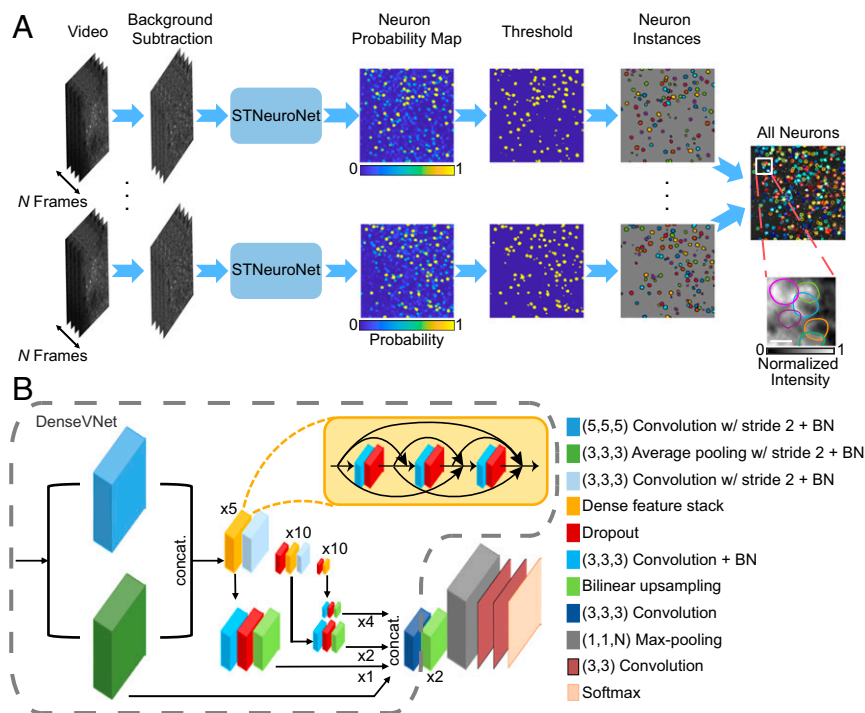 A
Video
Background
Subtraction
Neuron
Probability Map
Threshold
Neuron
Instances
STNeuroNet
0
1
N Frames
All Neurons
STNeuroNet
0
1
Probability
N Frames
0
1
Normalized
Intensity
B
DenseVNet
concat.
x5
x10
x10
x4
x2
x1
concat.
x2
(5,5,5) Convolution w/ stride 2 + BN
(3,3,3) Average pooling w/ stride 2 + BN
(3,3,3) Convolution w/ stride 2 + BN
Dense feature stack
Dropout
(3,3,3) Convolution + BN
Bilinear upsampling
(3,3,3) Convolution
(1,1,N) Max-pooling
(3,3) Convolution
Softmax